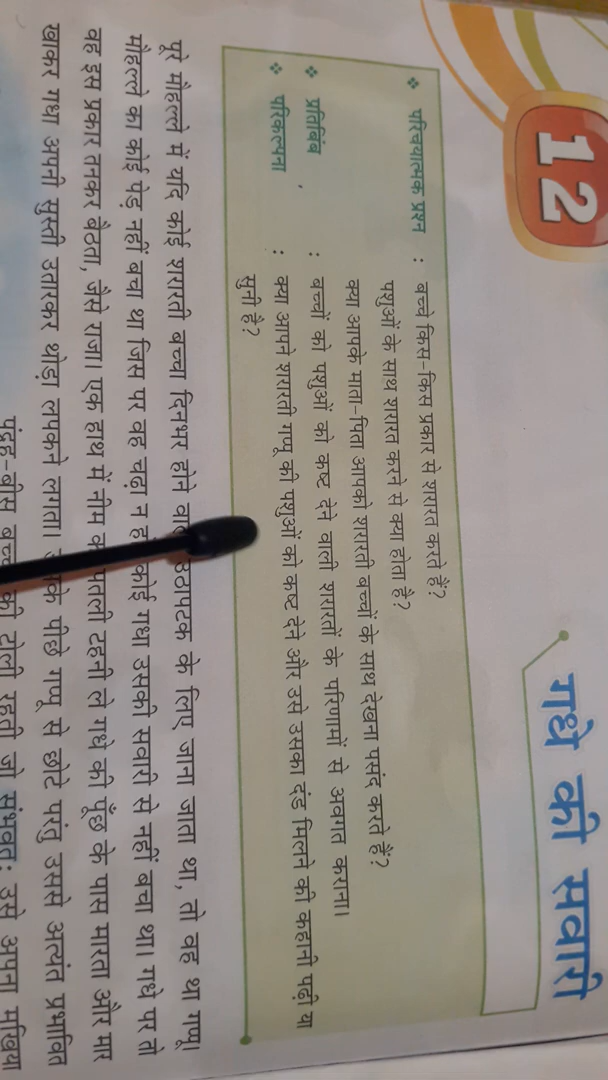 12
गधे की सवारी
❖ परिचयात्मक प्रश्न : बच्चे किस-किस प्रकार से शरारत करते हैं?
पशुओं के साथ शरारत करने से क्या होता है?
क्या आपके माता-पिता आपको शरारती बच्चों के साथ देखना पसंद करते हैं?
❖ प्रतिबिंब : बच्चों को पशुओं को कष्ट देने वाली शरारतों के परिणामों से अवगत कराना।
❖ परिकल्पना : क्या आपने शरारती गप्पू की पशुओं को कष्ट देने और उसे उसका दंड मिलने की कहानी पढ़ी या
सुनी है?
पूरे मौहल्ले में यदि कोई शरारती बच्चा दिनभर होने उठापटक के लिए जाना जाता था, तो वह था गप्पू।
मौहल्ले का कोई पेड़ नहीं बचा था जिस पर वह चढ़ा न कोई गधा उसकी सवारी से नहीं बचा था। गधे पर तो
वह इस प्रकार तनकर बैठता, जैसे राजा। एक हाथ में नीम पतली टहनी ले गधे की पूँछ के पास मारता और मार
खाकर गधा अपनी सुस्ती उतारकर थोड़ा लपकने लगता। पीछे गप्पू से छोटे परंतु उससे अत्यंत प्रभावित
पंद्रह-बीस की टोली रहती जो संभवतः उसे अपना मुखिया